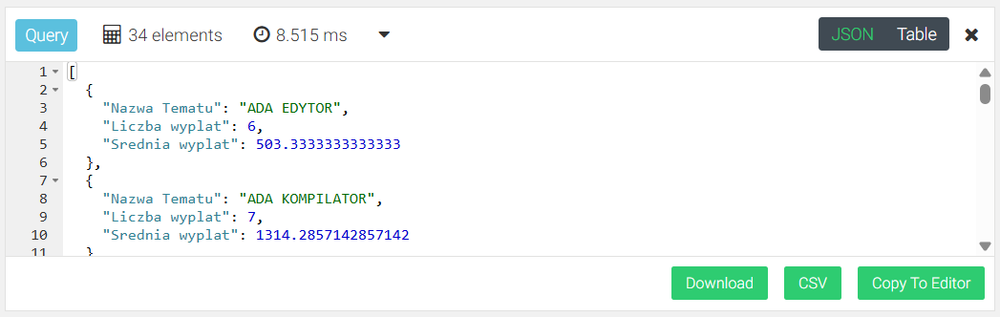 Query 34 elements 8.515 ms JSON Table
1 [
2 {
3 "Nazwa Tematu": "ADA EDYTOR",
4 "Liczba wyplat": 6,
5 "Srednia wyplat": 503.3333333333333
6 },
7 {
8 "Nazwa Tematu": "ADA KOMPILATOR",
9 "Liczba wyplat": 7,
10 "Srednia wyplat": 1314.2857142857142
11 }
Download CSV Copy To Editor